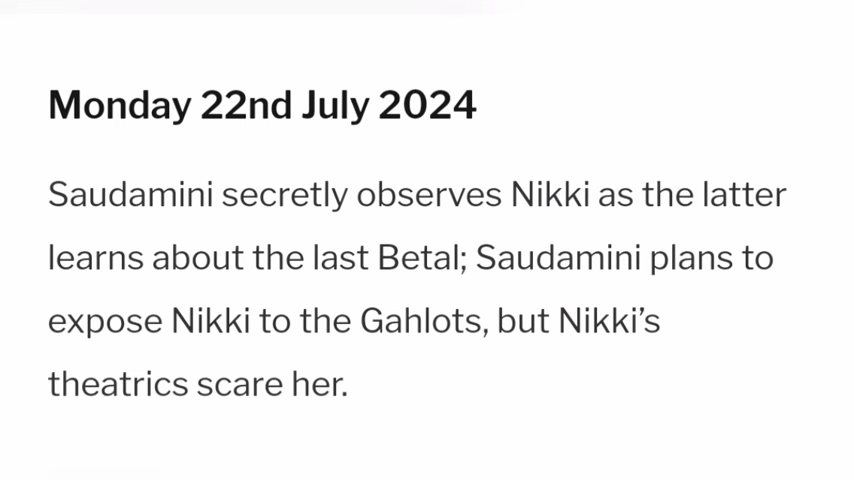 Monday 22nd July 2024
Saudamini secretly observes Nikki as the latter
learns about the last Betal; Saudamini plans to
expose Nikki to the Gahlots, but Nikki’s
theatrics scare her.